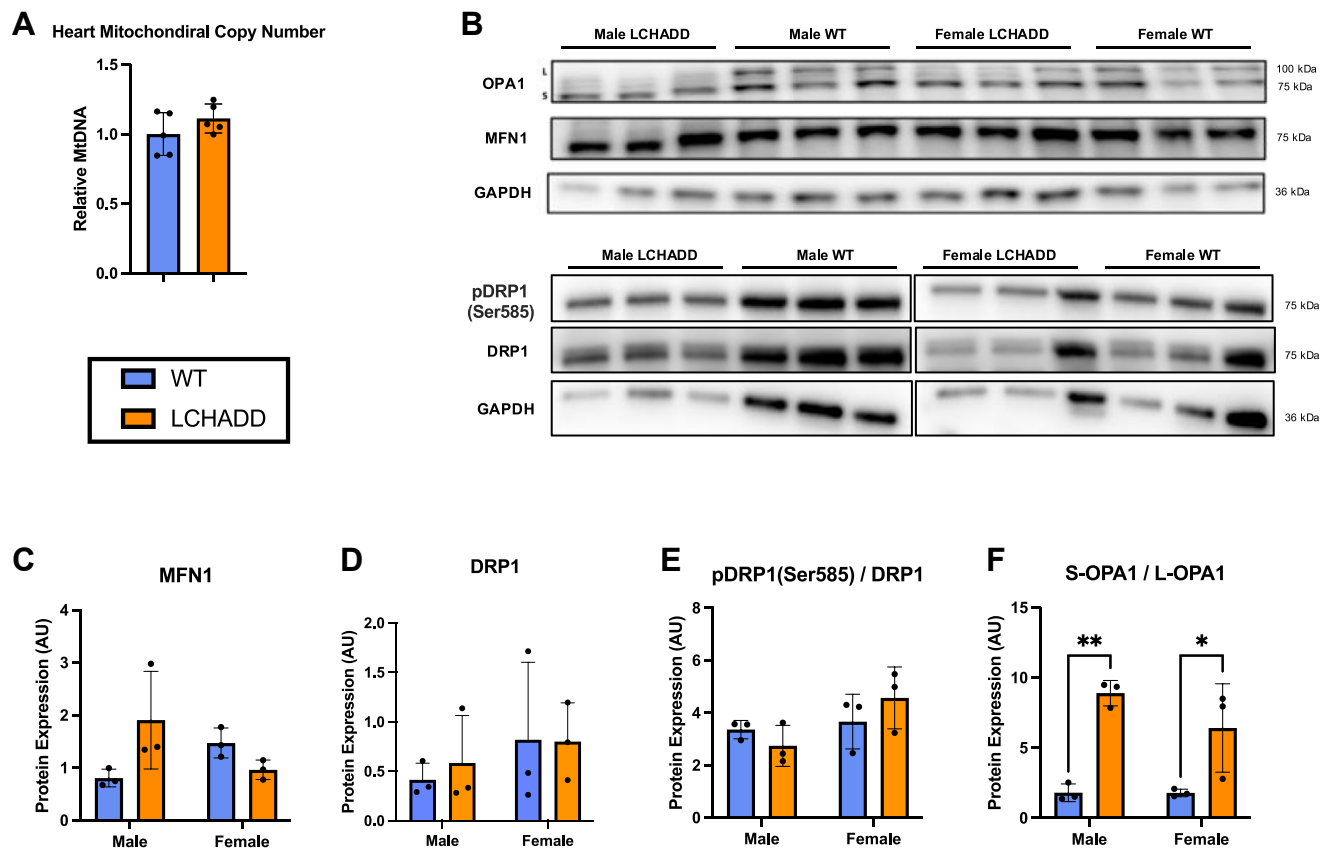 A
Heart Mitochondiral Copy Number
Relative MtDNA
1.5
1.0
0.5
0.0
WT
LCHADD
B
Male LCHADD
Male WT
Female LCHADD
Female WT
OPA1
L
S
100 kDa
75 kDa
MFN1
75 kDa
GAPDH
36 kDa
Male LCHADD
Male WT
Female LCHADD
Female WT
pDRP1
(Ser585)
75 kDa
DRP1
75 kDa
GAPDH
36 kDa
C
MFN1
Protein Expression (AU)
4
3
2
1
0
Male
Female
D
DRP1
Protein Expression (AU)
2.0
1.5
1.0
0.5
0.0
Male
Female
E
pDRP1(Ser585) / DRP1
Protein Expression (AU)
8
6
4
2
0
Male
Female
F
S-OPA1 / L-OPA1
Protein Expression (AU)
15
10
5
0
**
*
Male
Female